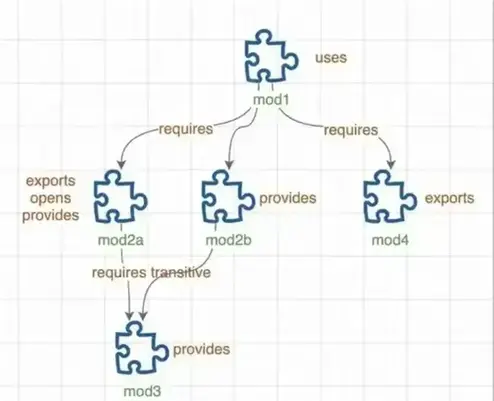 uses
mod1
requires
requires
exports
opens
provides
provides
exports
mod2a
mod2b
mod4
requires transitive
provides
mod3